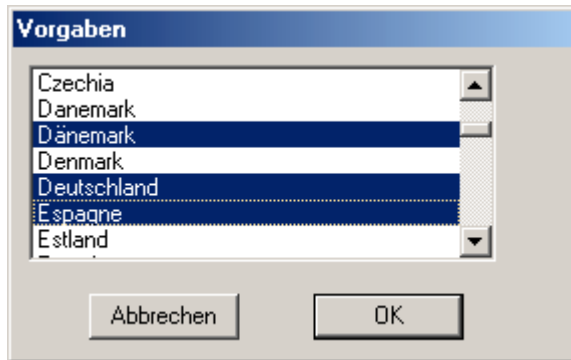 Vorgaben
Czechia
Danemark
Dänemark
Denmark
Deutschland
Espagne
Estland
Abbrechen
OK